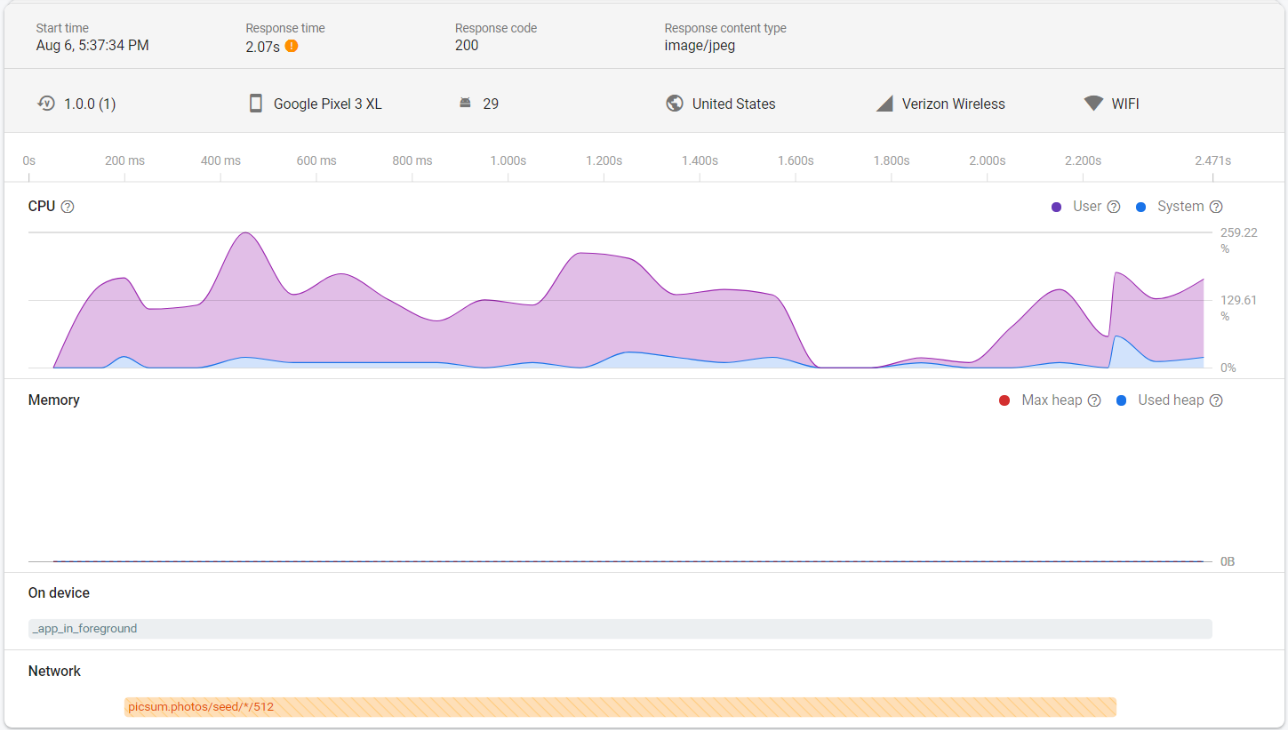 Start time Response time Response code Response content type
Aug 6, 5:37:34 PM 2.07s ! 200 image/jpeg
1.0.0 (1) Google Pixel 3 XL 29 United States Verizon Wireless WIFI
0s 200 ms 400 ms 600 ms 800 ms 1.000s 1.200s 1.400s 1.600s 1.800s 2.000s 2.200s 2.471s
CPU ? User ? System ?
259.22
%
129.61
%
0%
Memory Max heap ? Used heap ?
0B
On device
_app_in_foreground
Network
picsum.photos/seed/*/512